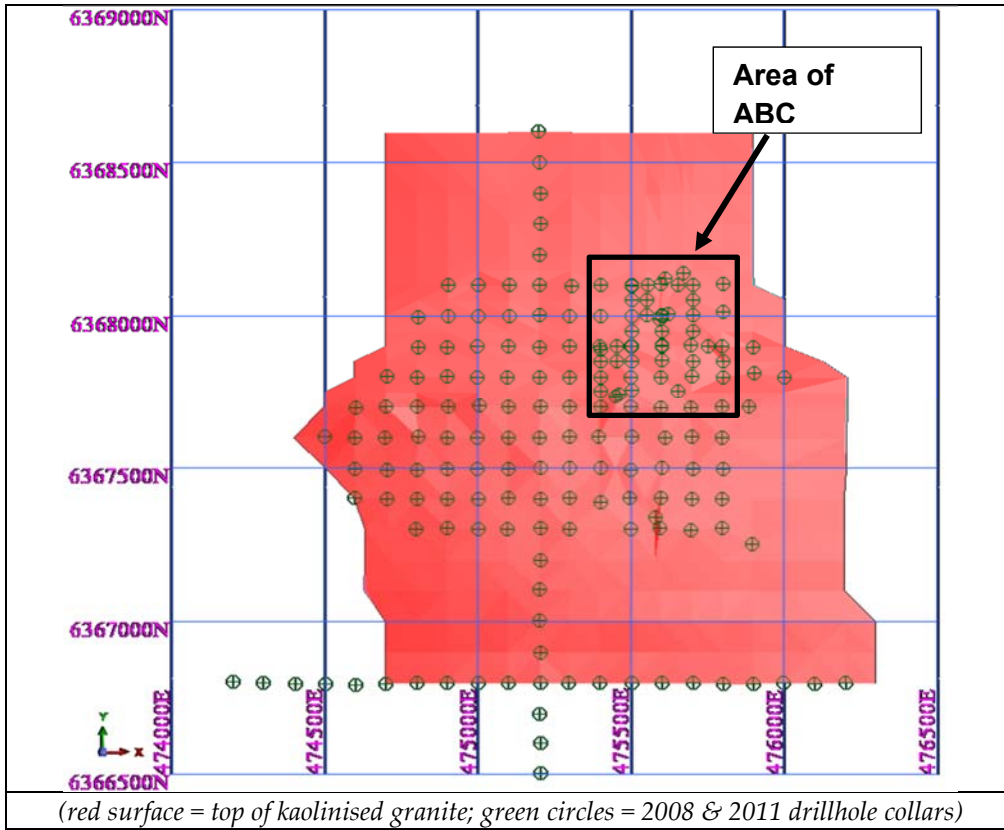 6369000N
Area of
ABC
6368500N
6368000N
6367500N
6367000N
474000E
474500E
475000E
475500E
476000E
476500E
Y
X
6366500N
(red surface = top of kaolinised granite; green circles = 2008 & 2011 drillhole collars)